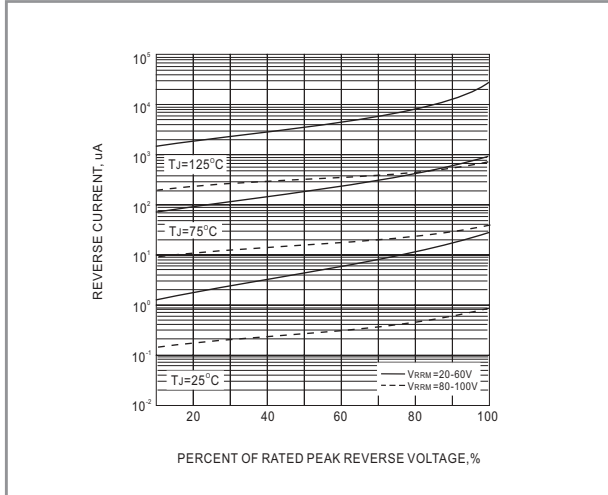 10^5
10^4
10^3
10^2
10^1
10^0
10^-1
10^-2
REVERSE CURRENT, uA
TJ=125°C
TJ=75°C
TJ=25°C
VRRM=20-60V
VRRM=80-100V
20 40 60 80 100
PERCENT OF RATED PEAK REVERSE VOLTAGE,%